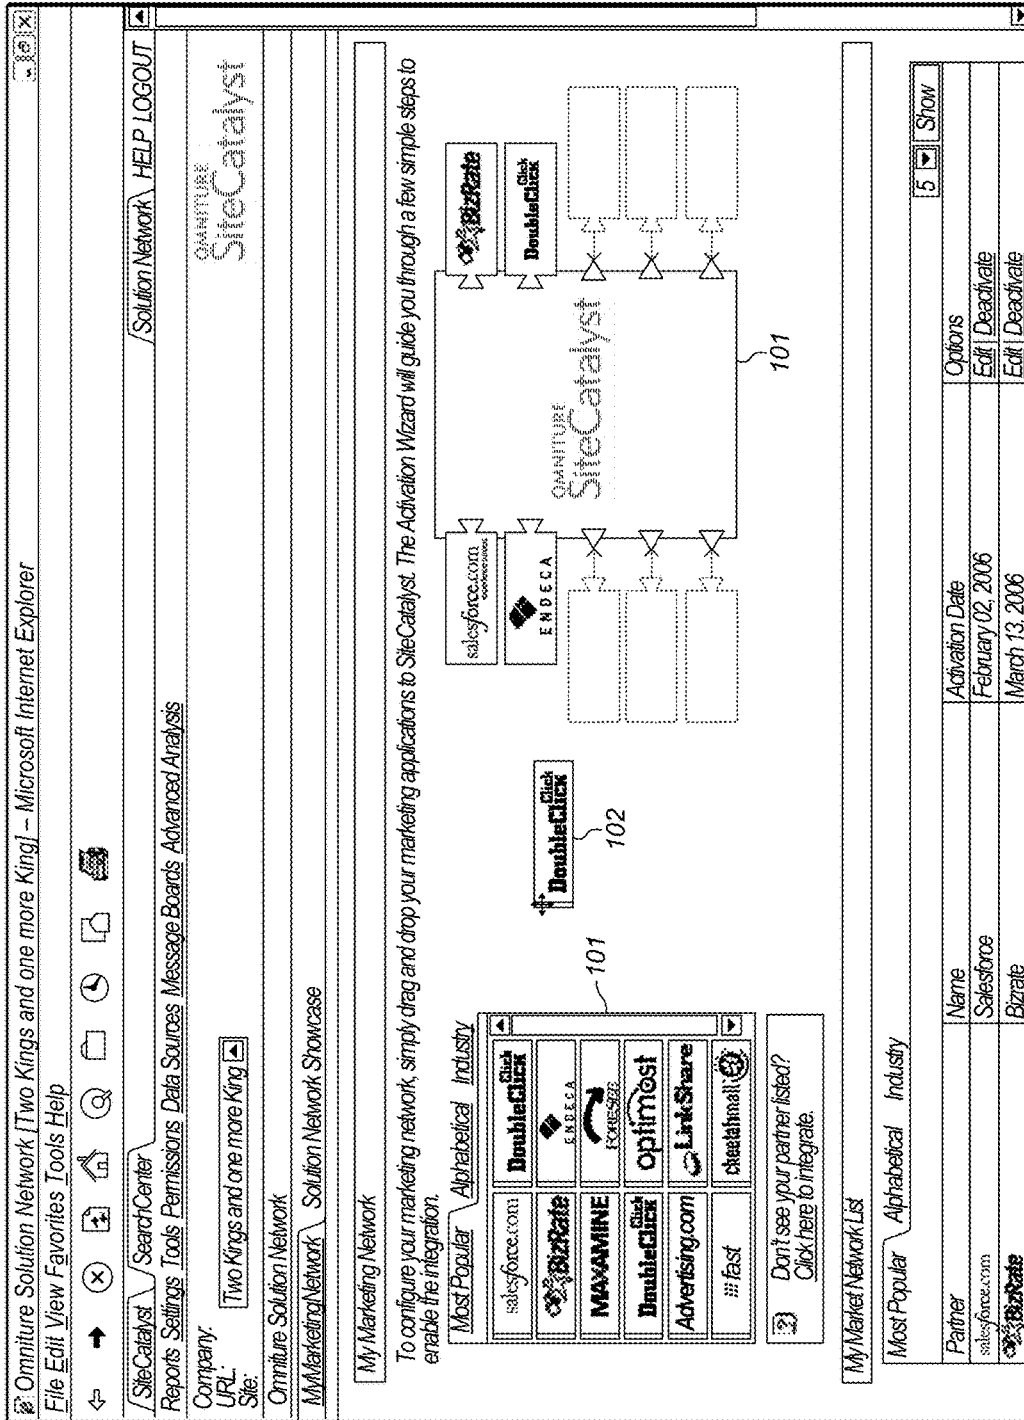 Omniture Solution Network [Two Kings and one more King] – Microsoft Internet Explorer
File Edit View Favorites Tools Help
SiteCatalyst SearchCenter Solution Network HELP LOGOUT
Reports Settings Tools Permissions Data Sources Message Boards Advanced Analysis
Company:
URL:
Site:
Two Kings and one more King
OMNITURE
SiteCatalyst
Omniture Solution Network
My Marketing Network Solution Network Showcase
My Marketing Network
To configure your marketing network, simply drag and drop your marketing applications to SiteCatalyst. The Activation Wizard will guide you through a few simple steps to
enable the integration.
Most Popular Alphabetical Industry
salesforce.com
DoubleClick Click
BizRate
ENDECA
MAXAMINE
FORESEE
DoubleClick Click
optimost
Advertising.com
LinkShare
fast
cheetahmail
101
Don't see your partner listed?
Click here to integrate.
DoubleClick Click
102
salesforce.com
ENDECA
OMNITURE
SiteCatalyst
BizRate
DoubleClick Click
101
My Market Network List
Most Popular Alphabetical Industry
5 Show
Partner Name Activation Date Options
salesforce.com Salesforce February 02, 2006 Edit | Deactivate
BizRate Bizrate March 13, 2006 Edit | Deactivate